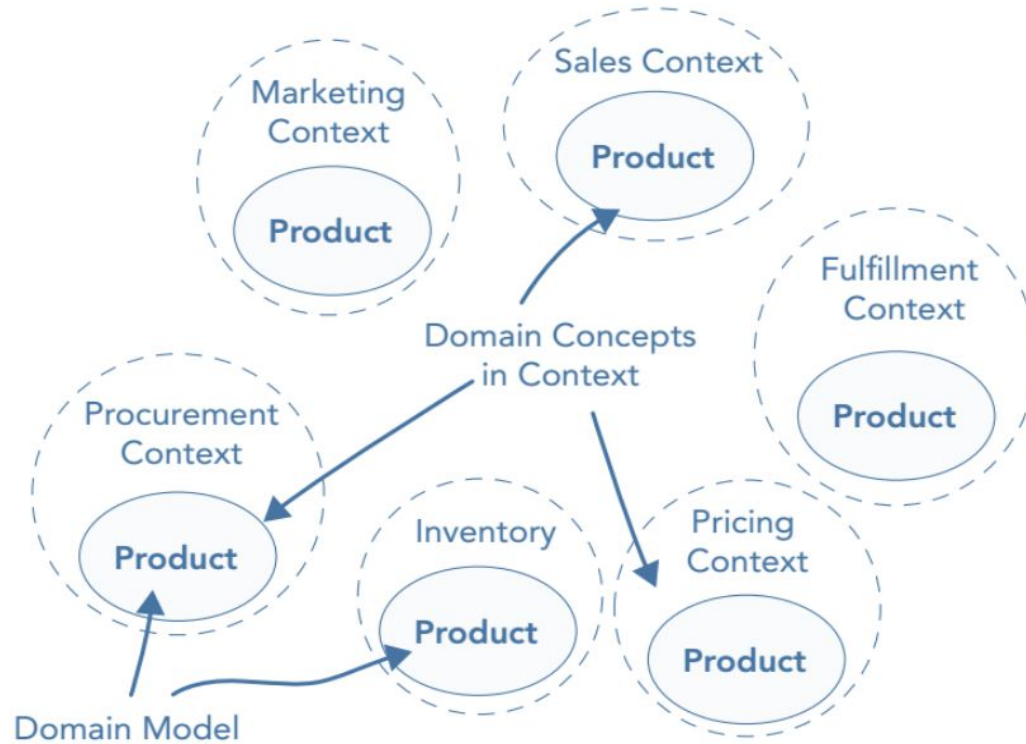 Sales Context
Product
Marketing
Context
Product
Fulfillment
Context
Product
Domain Concepts
in Context
Procurement
Context
Product
Inventory
Product
Pricing
Context
Product
Domain Model